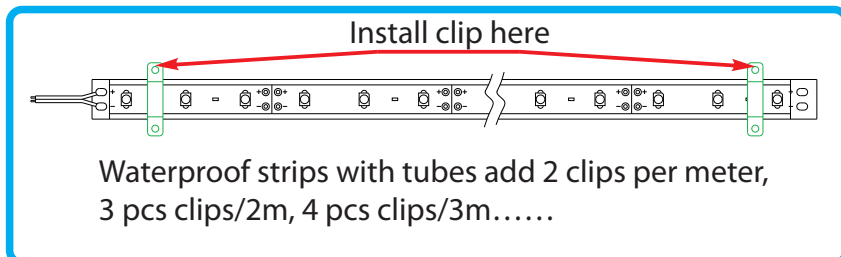 Install clip here
+ + + + + + + + +
- - - - - - - - -
Waterproof strips with tubes add 2 clips per meter,
3 pcs clips/2m, 4 pcs clips/3m......